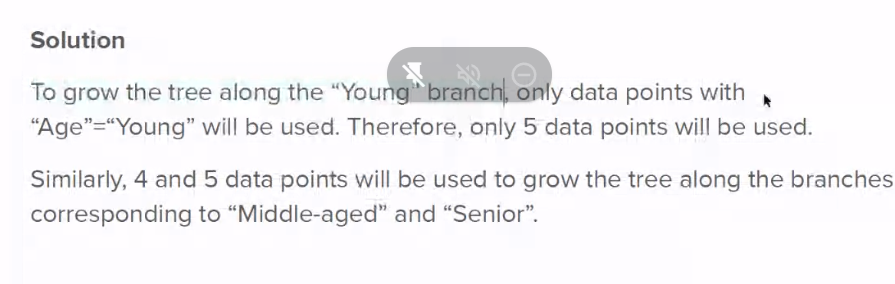 Solution
To grow the tree along the “Young” branch, only data points with
“Age”=“Young” will be used. Therefore, only 5 data points will be used.
Similarly, 4 and 5 data points will be used to grow the tree along the branches
corresponding to “Middle-aged” and “Senior”.